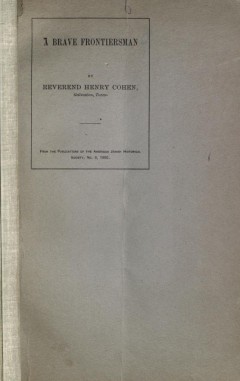 A BRAVE FRONTIERSMAN
BY
REVEREND HENRY COHEN,
Galveston, Texas
From the Publications of the American Jewish Historical
Society, No. 8, 1900.